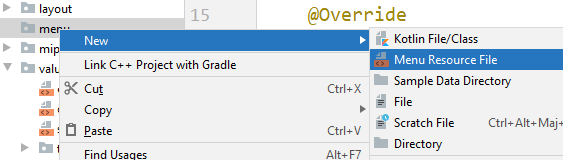 layout
menu
mip
valu
15
@Override
New
Link C++ Project with Gradle
Cut Ctrl+X
Copy
Paste Ctrl+V
Find Usages Alt+F7
Kotlin File/Class
Menu Resource File
Sample Data Directory
File
Scratch File Ctrl+Alt+Maj+
Directory